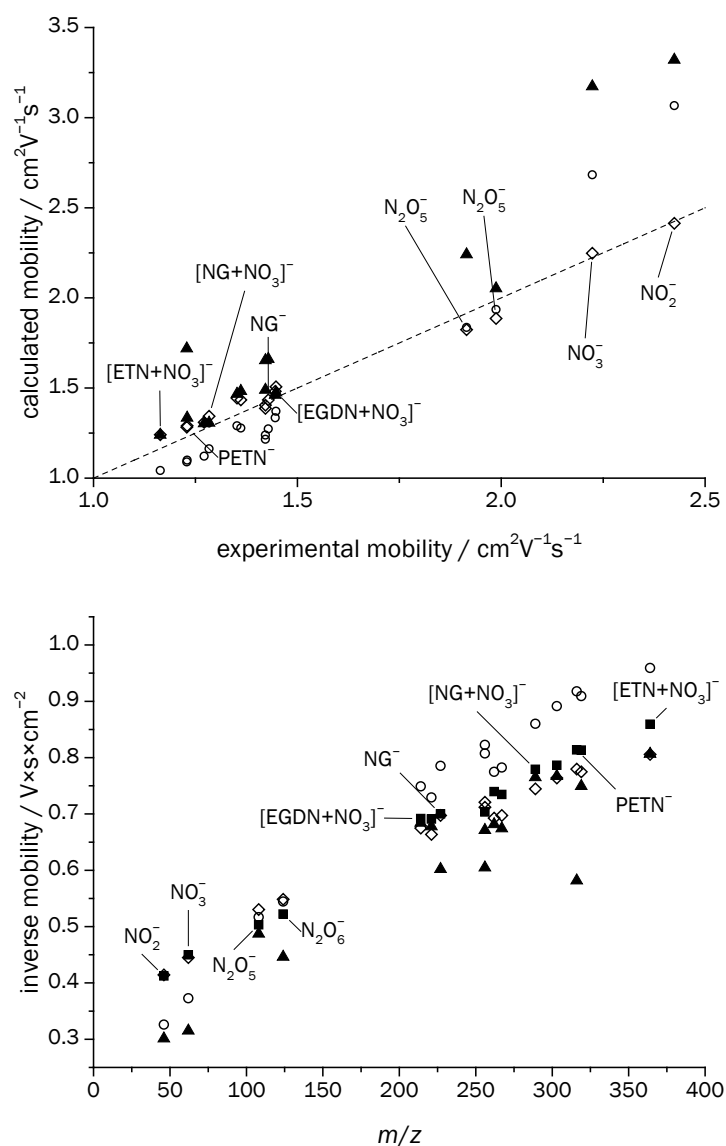 3.5
3.0
2.5
2.0
1.5
1.0
calculated mobility / cm²V⁻¹s⁻¹
N₂O₅⁻
N₂O₅⁻
[NG+NO₃]⁻
NG⁻
[ETN+NO₃]⁻
NO₂⁻
NO₃⁻
[EGDN+NO₃]⁻
PETN⁻
1.0 1.5 2.0 2.5
experimental mobility / cm²V⁻¹s⁻¹
1.0
0.9
0.8
0.7
0.6
0.5
0.4
0.3
inverse mobility / V×s×cm⁻²
[ETN+NO₃]⁻
[NG+NO₃]⁻
NG⁻
PETN⁻
[EGDN+NO₃]⁻
NO₃⁻
NO₂⁻
N₂O₆⁻
N₂O₅⁻
0 50 100 150 200 250 300 350 400
m/z